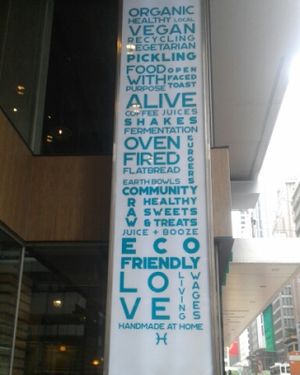 ORGANIC
HEALTHY LOCAL
VEGAN
RECYCLING
VEGETARIAN
PICKLING
FOOD OPEN
WITH FACED
PURPOSE TOAST
ALIVE
COFFEE JUICES
SHAKES
FERMENTATION
OVEN
FIRED
FLATBREAD
BURGERS
EARTH BOWLS
COMMUNITY
RAW
HEALTHY
SWEETS
& TREATS
JUICE + BOOZE
ECO
FRIENDLY
LOVE
LIVING
WAGES
HANDMADE AT HOME